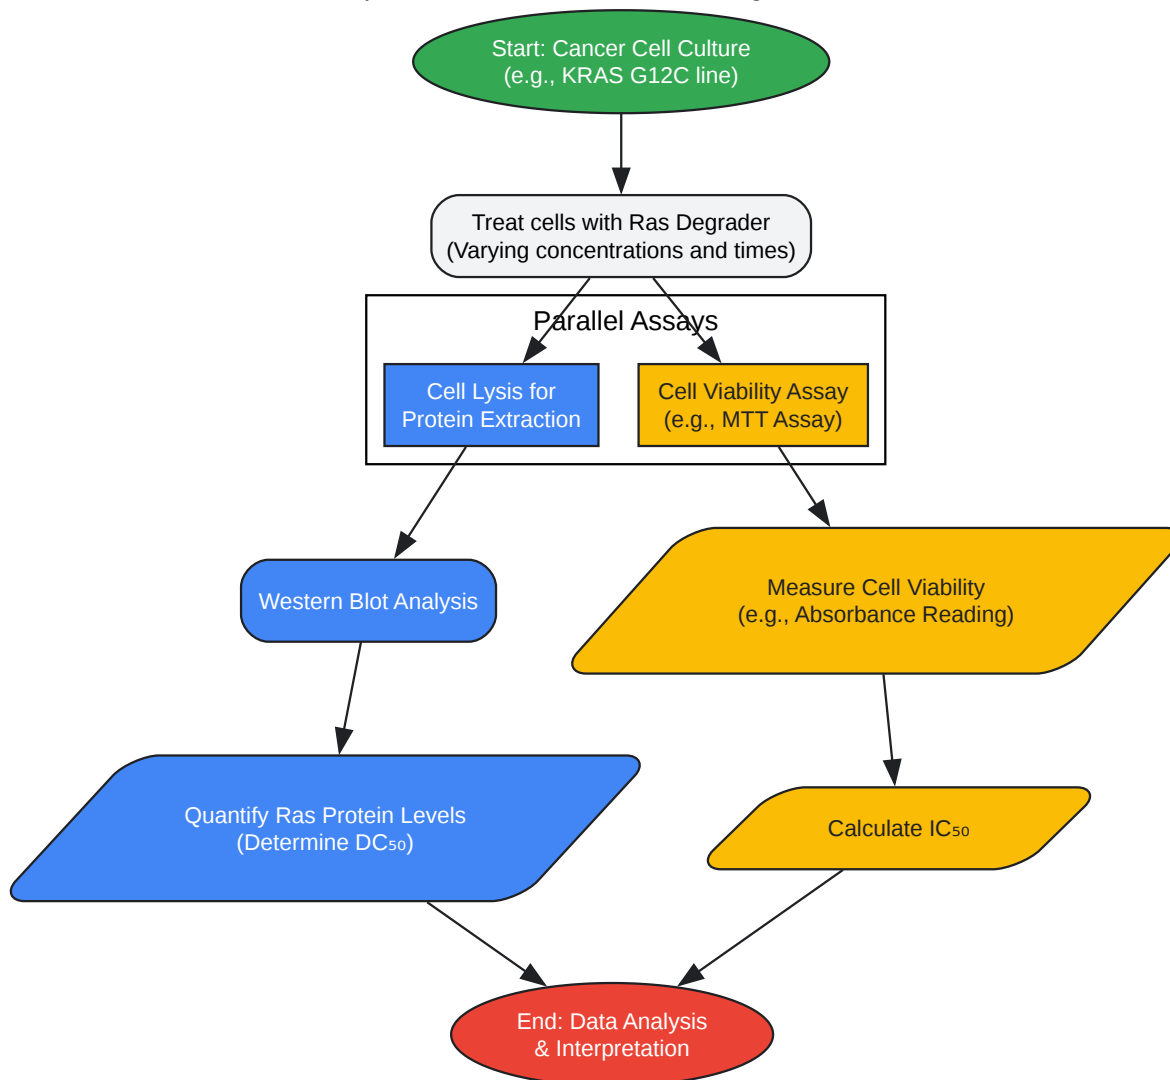 Start: Cancer Cell Culture
(e.g., KRAS G12C line)
Treat cells with Ras Degrader
(Varying concentrations and times)
Parallel Assays
Cell Lysis for
Protein Extraction
Cell Viability Assay
(e.g., MTT Assay)
Western Blot Analysis
Measure Cell Viability
(e.g., Absorbance Reading)
Quantify Ras Protein Levels
(Determine DC₅₀)
Calculate IC₅₀
End: Data Analysis
& Interpretation